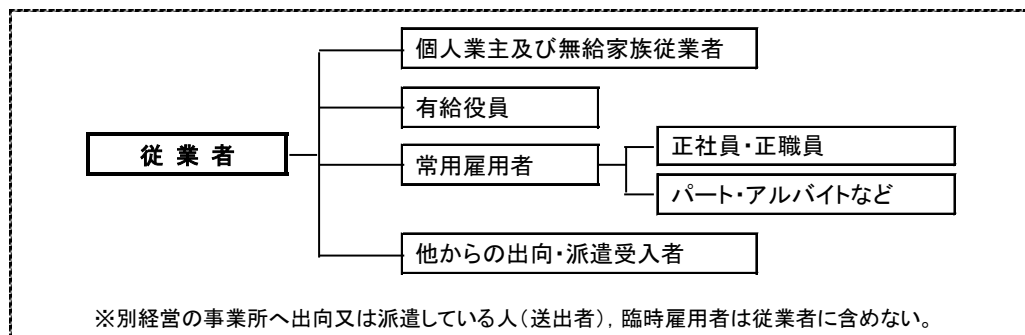 個人業主及び無給家族従業者
有給役員
従業者
常用雇用者
正社員・正職員
パート・アルバイトなど
他からの出向・派遣受入者
※別経営の事業所へ出向又は派遣している人（送出者），臨時雇用者は従業者に含めない。